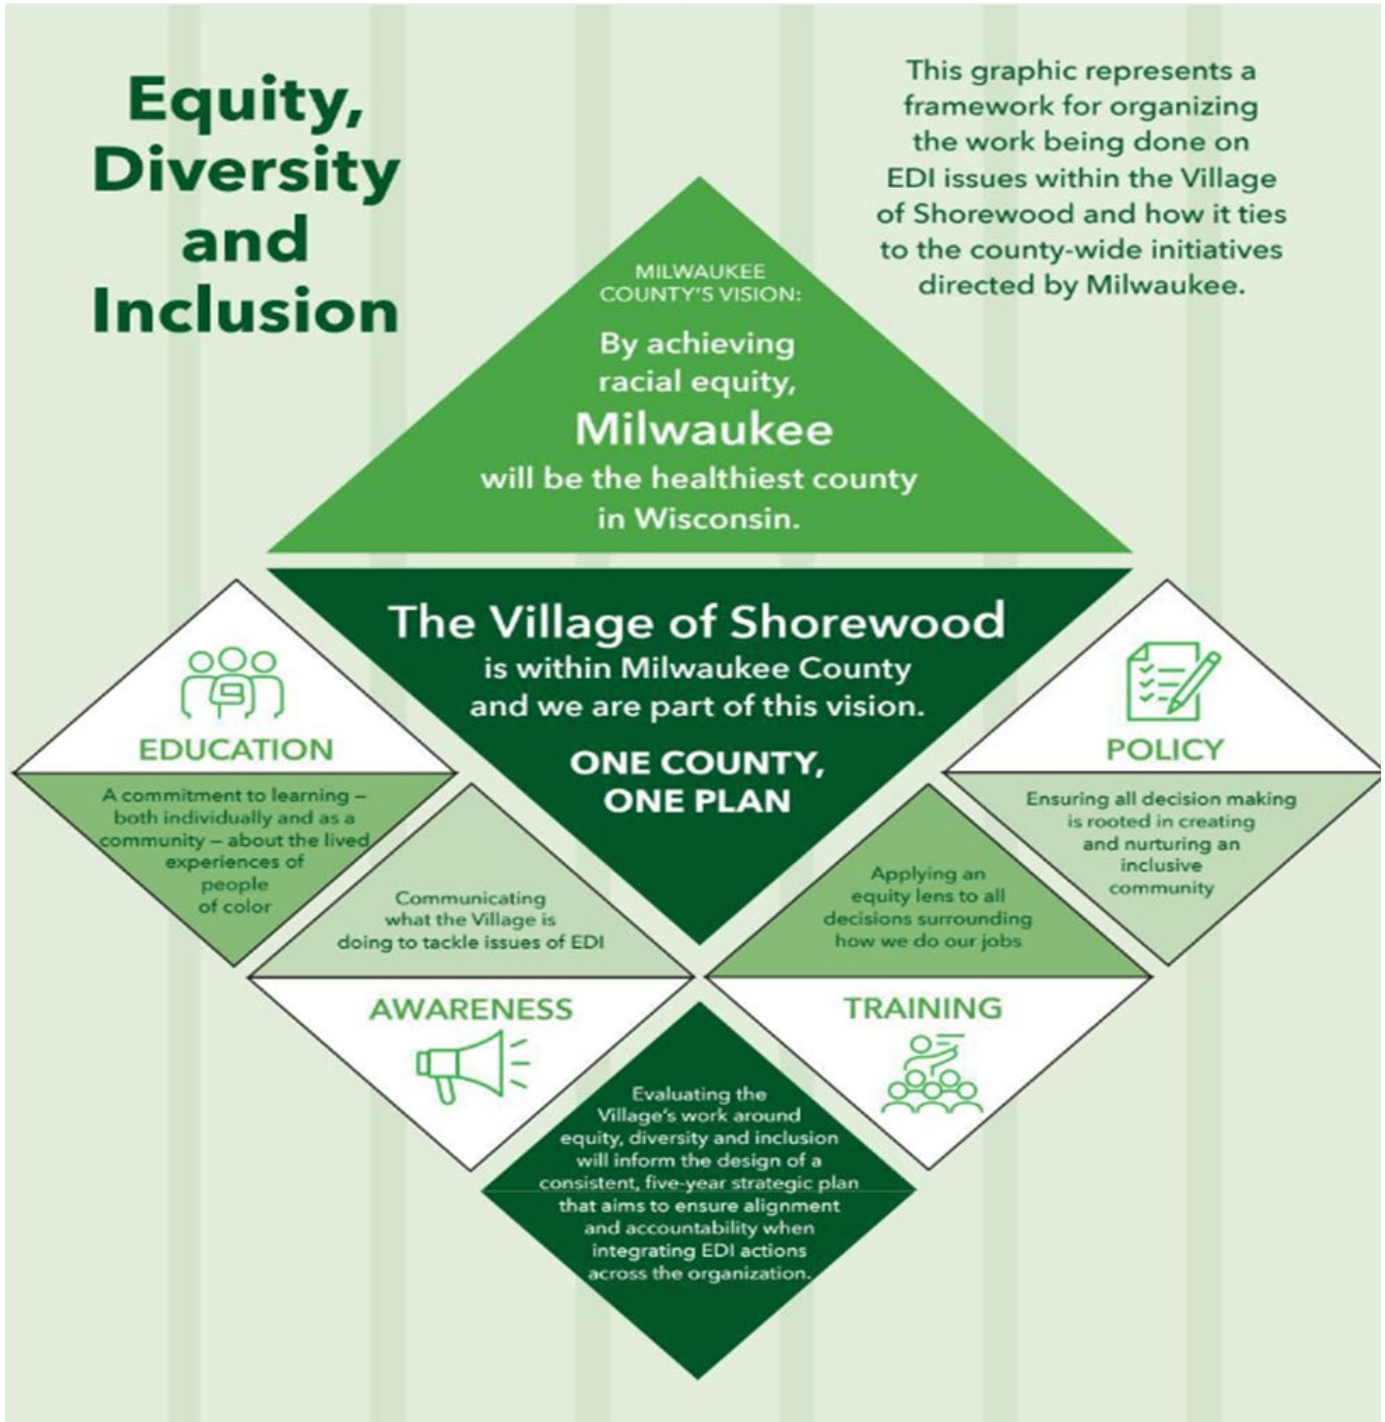 Equity,
Diversity
and
Inclusion
This graphic represents a
framework for organizing
the work being done on
EDI issues within the Village
of Shorewood and how it ties
to the county-wide initiatives
directed by Milwaukee.
MILWAUKEE
COUNTY'S VISION:
By achieving
racial equity,
Milwaukee
will be the healthiest county
in Wisconsin.
The Village of Shorewood
is within Milwaukee County
and we are part of this vision.
ONE COUNTY,
ONE PLAN
EDUCATION
A commitment to learning –
both individually and as a
community – about the lived
experiences of
people
of color
Communicating
what the Village is
doing to tackle issues of EDI
AWARENESS
Applying an
equity lens to all
decisions surrounding
how we do our jobs
TRAINING
POLICY
Ensuring all decision making
is rooted in creating
and nurturing an
inclusive
community
Evaluating the
Village's work around
equity, diversity and inclusion
will inform the design of a
consistent, five-year strategic plan
that aims to ensure alignment
and accountability when
integrating EDI actions
across the organization.